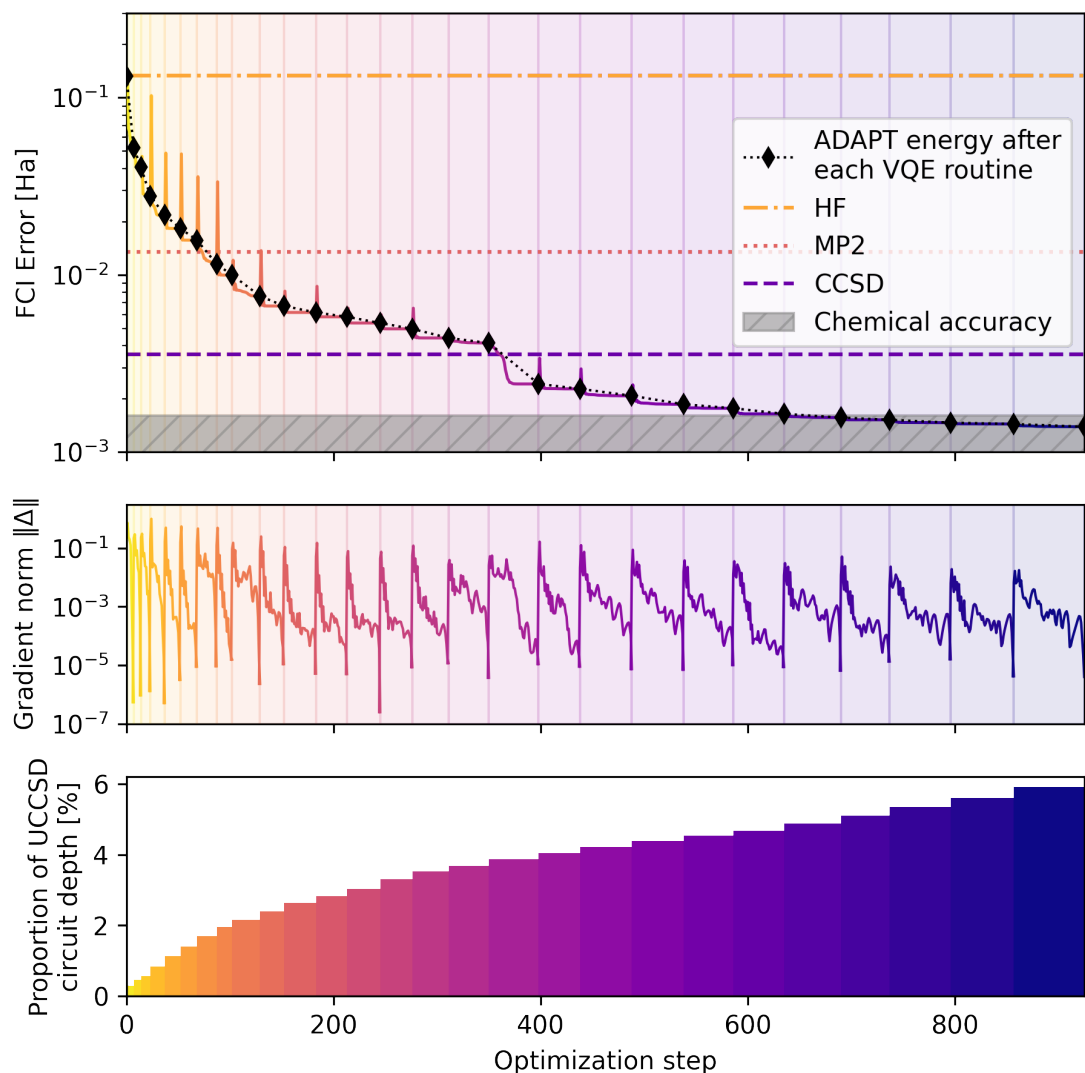 FCI Error [Ha]
10⁻¹
10⁻²
10⁻³
ADAPT energy after
each VQE routine
HF
MP2
CCSD
Chemical accuracy
Gradient norm ‖Δ‖
10⁻¹
10⁻³
10⁻⁵
10⁻⁷
Proportion of UCCSD
circuit depth [%]
6
4
2
0
0 200 400 600 800
Optimization step